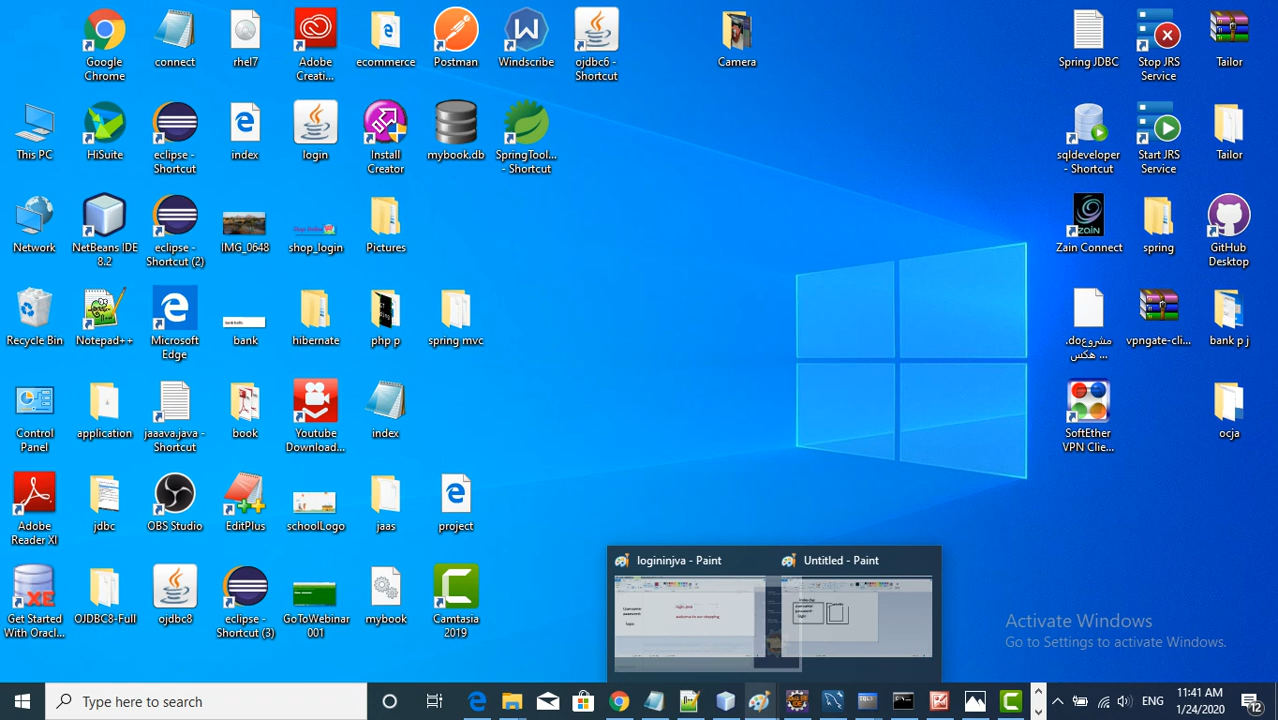 Google
Chrome
connect
rhel7
Adobe
Creati...
ecommerce
Postman
Windscribe
ojdbc6 -
Shortcut
Camera
Spring JDBC
Stop JRS
Service
Tailor
This PC
HiSuite
eclipse -
Shortcut
index
login
Install
Creator
mybook.db
SpringTool...
- Shortcut
sqldeveloper
- Shortcut
Start JRS
Service
Tailor
Network
NetBeans IDE
8.2
eclipse -
Shortcut (2)
IMG_0648
shop_login
Pictures
Zain Connect
spring
GitHub
Desktop
Recycle Bin
Notepad++
Microsoft
Edge
bank
hibernate
php p
spring mvc
مشروع.do
هكس ...
vpngate-cli...
bank p j
Control
Panel
application
jaaava.java -
Shortcut
book
Youtube
Download...
index
SoftEther
VPN Clie...
ocja
Adobe
Reader XI
jdbc
OBS Studio
EditPlus
schoolLogo
jaas
project
Get Started
With Oracl...
OJDBC8-Full
ojdbc8
eclipse -
Shortcut (3)
GoToWebinar
001
mybook
Camtasia
2019
logininjva - Paint
Untitled - Paint
Activate Windows
Go to Settings to activate Windows.
Type here to search
ENG
11:41 AM
1/24/2020
12